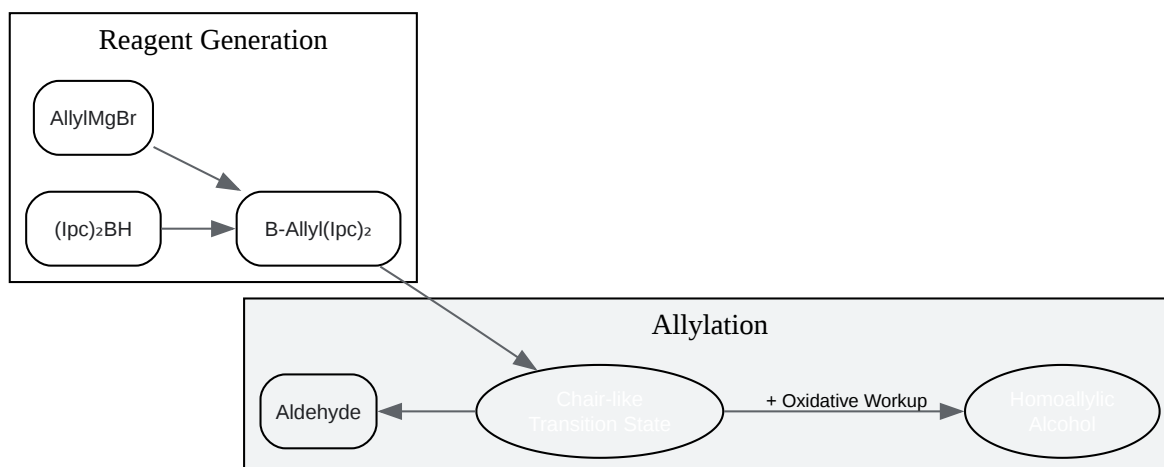 Reagent Generation
AllylMgBr
(Ipc)₂BH
B-Allyl(Ipc)₂
Allylation
Aldehyde
Chair-like
Transition State
+ Oxidative Workup
Homoallylic
Alcohol